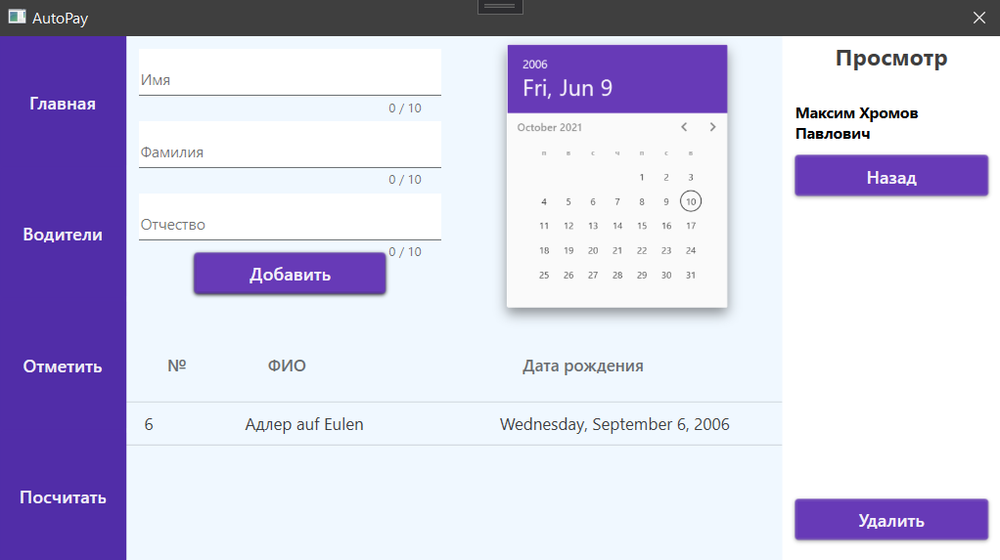 AutoPay
Главная
Водители
Отметить
Посчитать
Имя
0 / 10
Фамилия
0 / 10
Отчество
0 / 10
Добавить
2006
Fri, Jun 9
October 2021
п в с ч п с в
1 2 3
4 5 6 7 8 9 10
11 12 13 14 15 16 17
18 19 20 21 22 23 24
25 26 27 28 29 30 31
№ ФИО Дата рождения
6 Адлер auf Eulen Wednesday, September 6, 2006
Просмотр
Максим Хромов
Павлович
Назад
Удалить